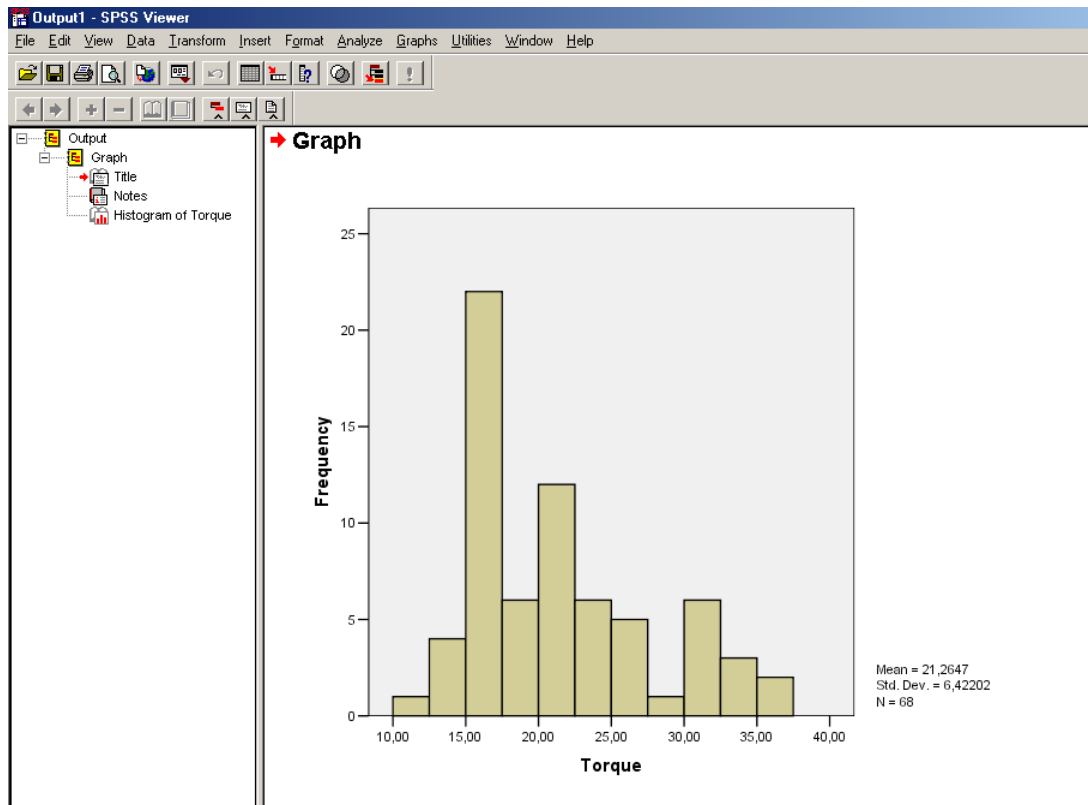 Output1 - SPSS Viewer
File Edit View Data Transform Insert Format Analyze Graphs Utilities Window Help
Output
Graph
Title
Notes
Histogram of Torque
Graph
25
20
15
10
5
0
Frequency
10,00 15,00 20,00 25,00 30,00 35,00 40,00
Torque
Mean = 21,2647
Std. Dev. = 6,42202
N = 68